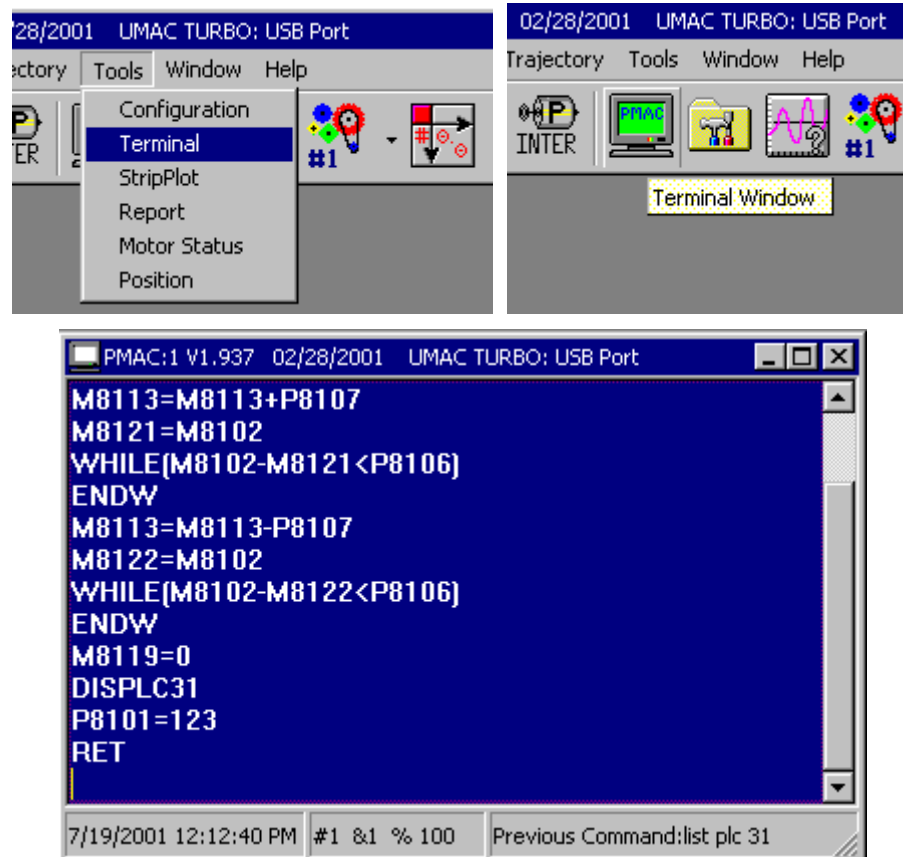 /28/2001 UMAC TURBO: USB Port
ectory Tools Window Help
P
ER
#1
#
Configuration
Terminal
StripPlot
Report
Motor Status
Position
02/28/2001 UMAC TURBO: USB Port
Trajectory Tools Window Help
P
INTER
PMAC
#1
Terminal Window
PMAC:1 V1.937 02/28/2001 UMAC TURBO: USB Port
M8113=M8113+P8107
M8121=M8102
WHILE(M8102-M8121<P8106)
ENDW
M8113=M8113-P8107
M8122=M8102
WHILE(M8102-M8122<P8106)
ENDW
M8119=0
DISPLC31
P8101=123
RET
7/19/2001 12:12:40 PM #1 &1 % 100 Previous Command:list plc 31